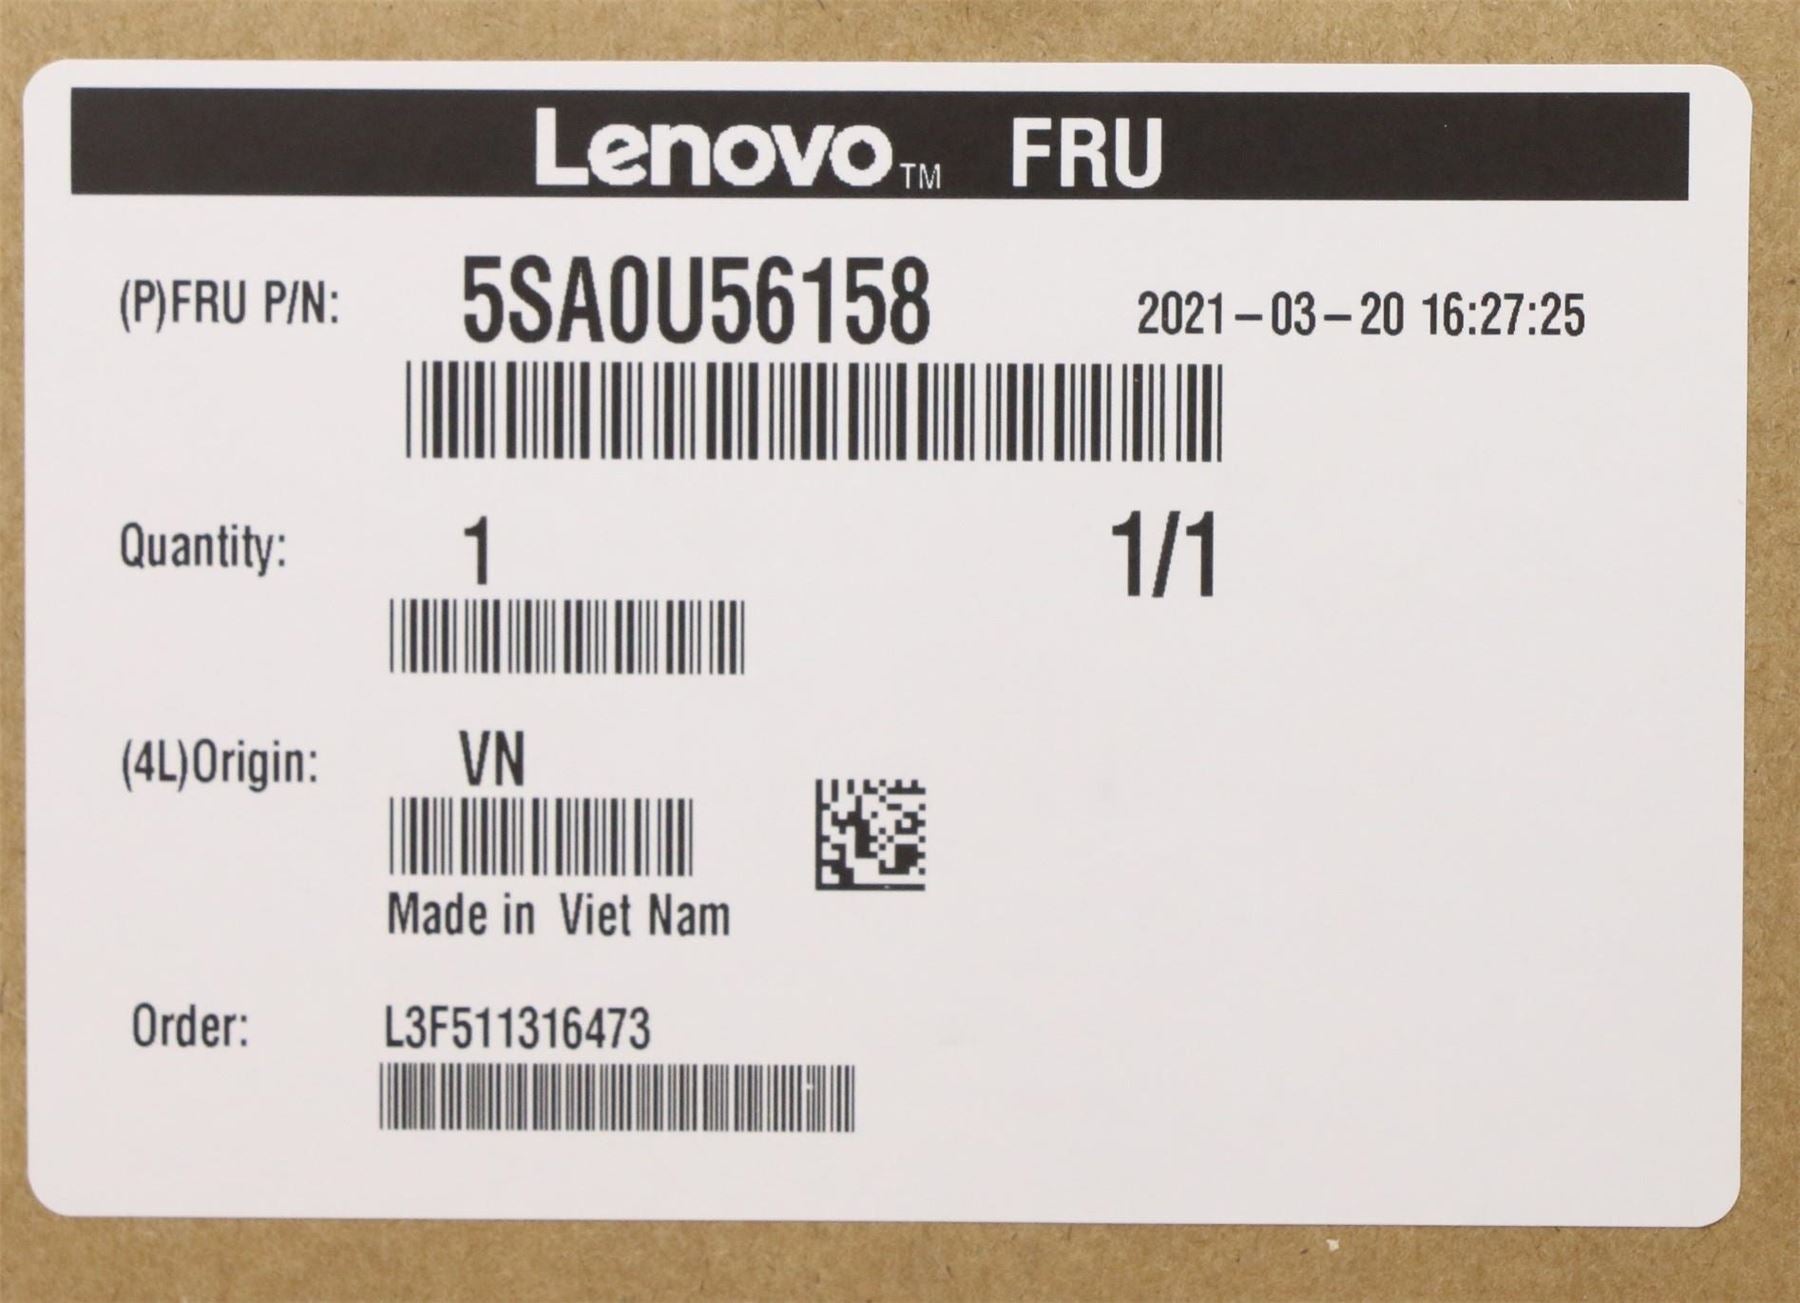 Lenovo™ FRU
(P)FRU P/N: 5SA0U56158 2021-03-20 16:27:25
Quantity: 1 1/1
(4L)Origin: VN
Made in Viet Nam
Order: L3F511316473